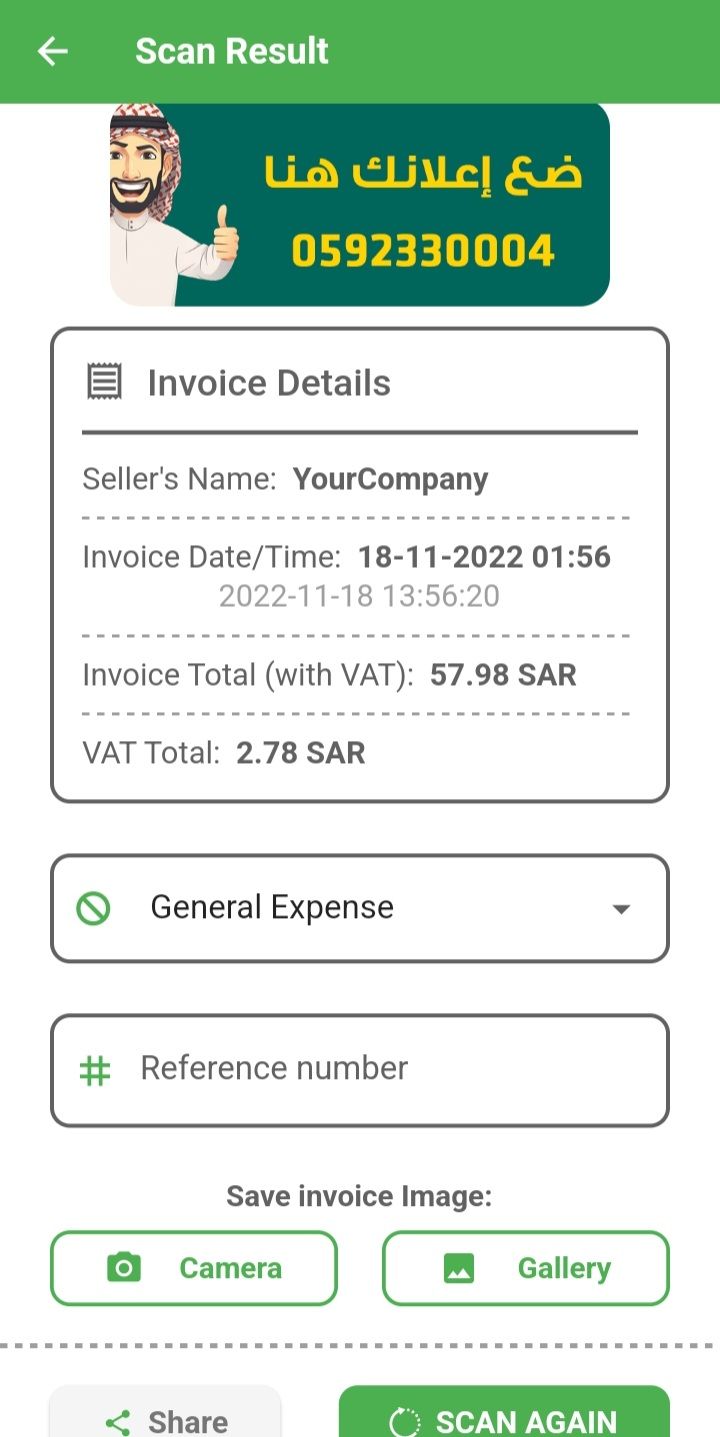 Scan Result
ضع إعلانك هنا
0592330004
Invoice Details
Seller's Name: YourCompany
Invoice Date/Time: 18-11-2022 01:56
2022-11-18 13:56:20
Invoice Total (with VAT): 57.98 SAR
VAT Total: 2.78 SAR
General Expense
Reference number
Save invoice Image:
Camera
Gallery
Share
SCAN AGAIN